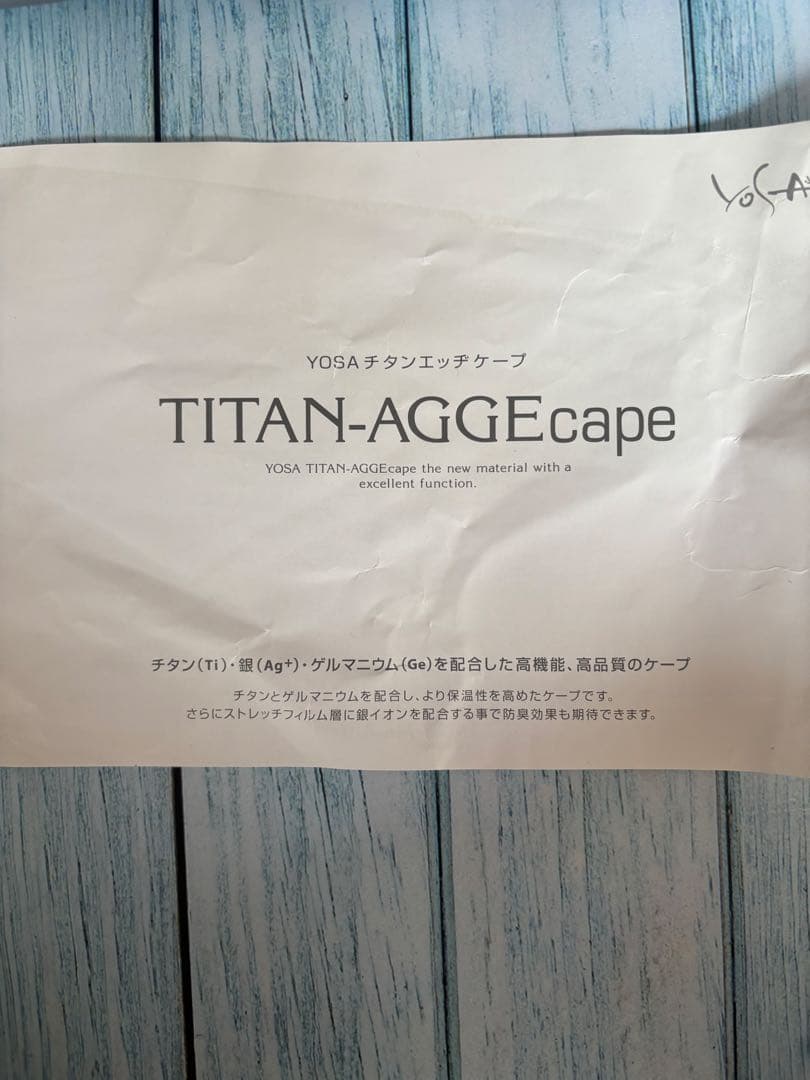 YOSA
YOSAチタンエッヂケープ
TITAN-AGGEcape
YOSA TITAN-AGGEcape the new material with a
excellent function.
チタン(Ti)・銀(Ag+)・ゲルマニウム(Ge)を配合した高機能、高品質のケープ
チタンとゲルマニウムを配合し、より保温性を高めたケープです。
さらにストレッチフィルム層に銀イオンを配合する事で防臭効果も期待できます。